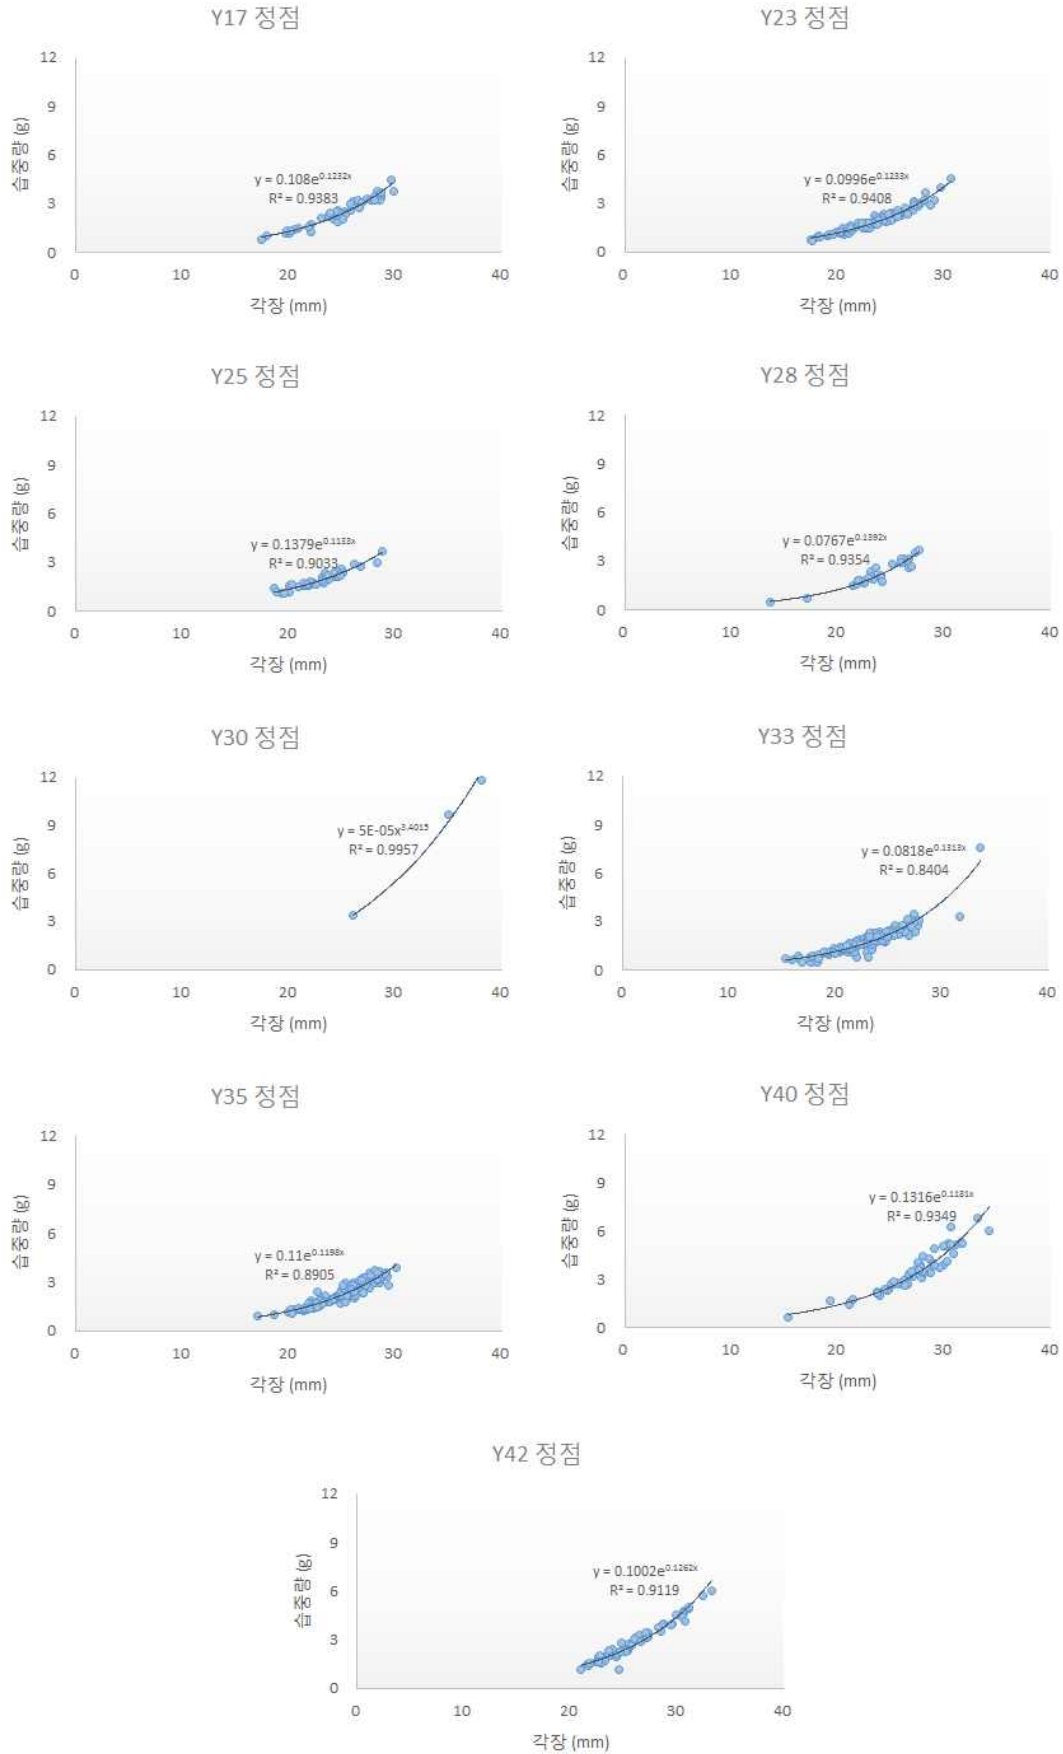 Y17 정점
12
9
6
3
0
습중량 (g)
y = 0.108e^0.1232x
R² = 0.9383
0 10 20 30 40
각장 (mm)
Y23 정점
12
9
6
3
0
습중량 (g)
y = 0.0996e^0.1233x
R² = 0.9408
0 10 20 30 40
각장 (mm)
Y25 정점
12
9
6
3
0
습중량 (g)
y = 0.1379e^0.1133x
R² = 0.9033
0 10 20 30 40
각장 (mm)
Y28 정점
12
9
6
3
0
습중량 (g)
y = 0.0767e^0.1392x
R² = 0.9354
0 10 20 30 40
각장 (mm)
Y30 정점
12
9
6
3
0
습중량 (g)
y = 5E-05x^3.4015
R² = 0.9957
0 10 20 30 40
각장 (mm)
Y33 정점
12
9
6
3
0
습중량 (g)
y = 0.0818e^0.1313x
R² = 0.8404
0 10 20 30 40
각장 (mm)
Y35 정점
12
9
6
3
0
습중량 (g)
y = 0.11e^0.1198x
R² = 0.8905
0 10 20 30 40
각장 (mm)
Y40 정점
12
9
6
3
0
습중량 (g)
y = 0.1316e^0.1181x
R² = 0.9349
0 10 20 30 40
각장 (mm)
Y42 정점
12
9
6
3
0
습중량 (g)
y = 0.1002e^0.1262x
R² = 0.9119
0 10 20 30 40
각장 (mm)